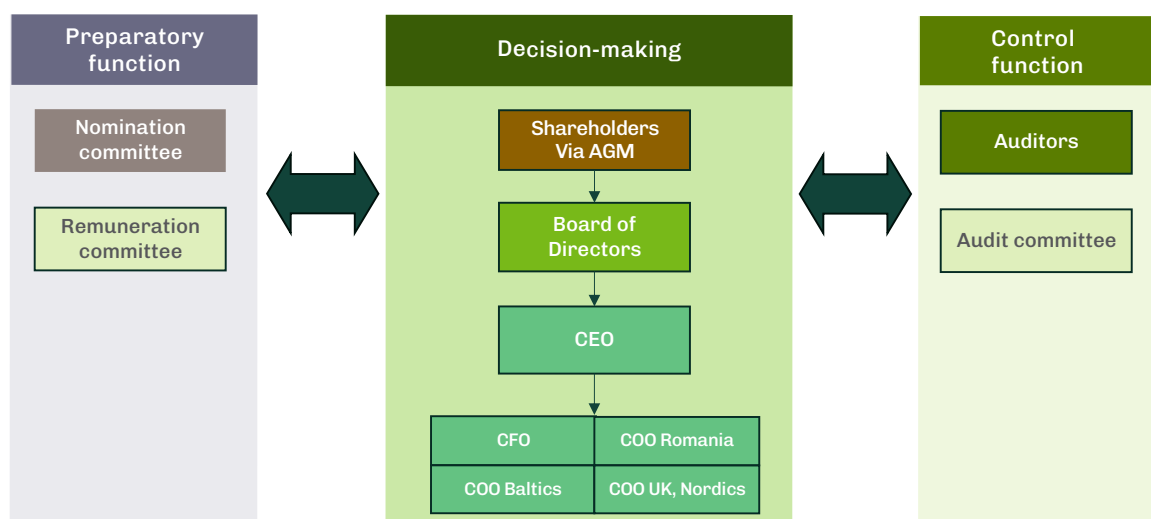 Preparatory
function
Nomination
committee
Remuneration
committee
Decision-making
Shareholders
Via AGM
Board of
Directors
CEO
CFO
COO Romania
COO Baltics
COO UK, Nordics
Control
function
Auditors
Audit committee